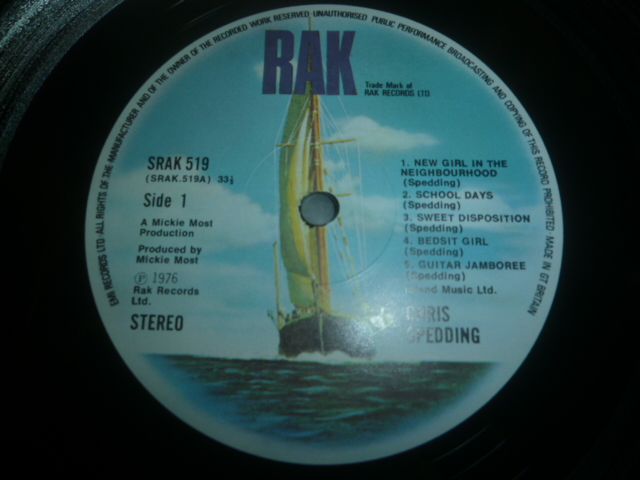 EMI RECORDS LTD·ALL RIGHTS OF THE MANUFACTURER AND OF THE OWNER OF THE RECORDED WORK RESERVED·UNAUTHORISED PUBLIC PERFORMANCE BROADCASTING AND COPYING OF THIS RECORD PROHIBITED MADE IN GT BRITAIN
RAK
Trade Mark of
RAK RECORDS LTD.
SRAK 519
(SRAK.519A) 33⅓
Side 1
A Mickie Most
Production
Produced by
Mickie Most
Ⓟ 1976
Rak Records
Ltd.
STEREO
1. NEW GIRL IN THE
NEIGHBOURHOOD
(Spedding)
2. SCHOOL DAYS
(Spedding)
3. SWEET DISPOSITION
(Spedding)
4. BEDSIT GIRL
(Spedding)
5. GUITAR JAMBOREE
(Spedding)
Music Ltd.
CHRIS
SPEDDING